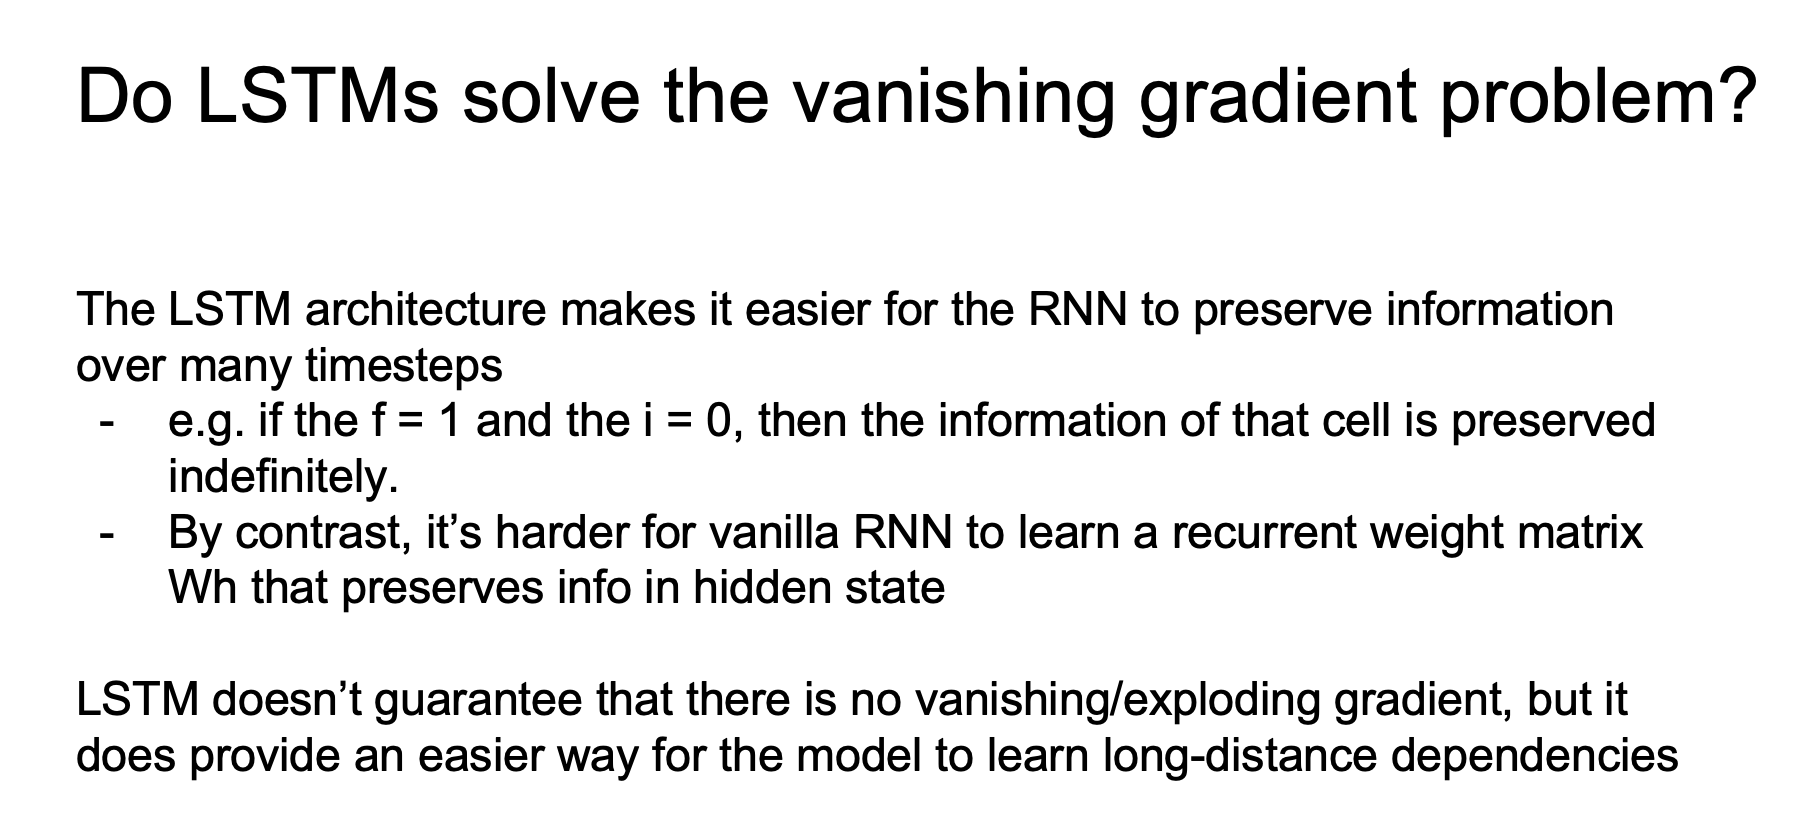 Do LSTMs solve the vanishing gradient problem?
The LSTM architecture makes it easier for the RNN to preserve information
over many timesteps
- e.g. if the f = 1 and the i = 0, then the information of that cell is preserved
indefinitely.
- By contrast, it’s harder for vanilla RNN to learn a recurrent weight matrix
Wh that preserves info in hidden state
LSTM doesn’t guarantee that there is no vanishing/exploding gradient, but it
does provide an easier way for the model to learn long-distance dependencies